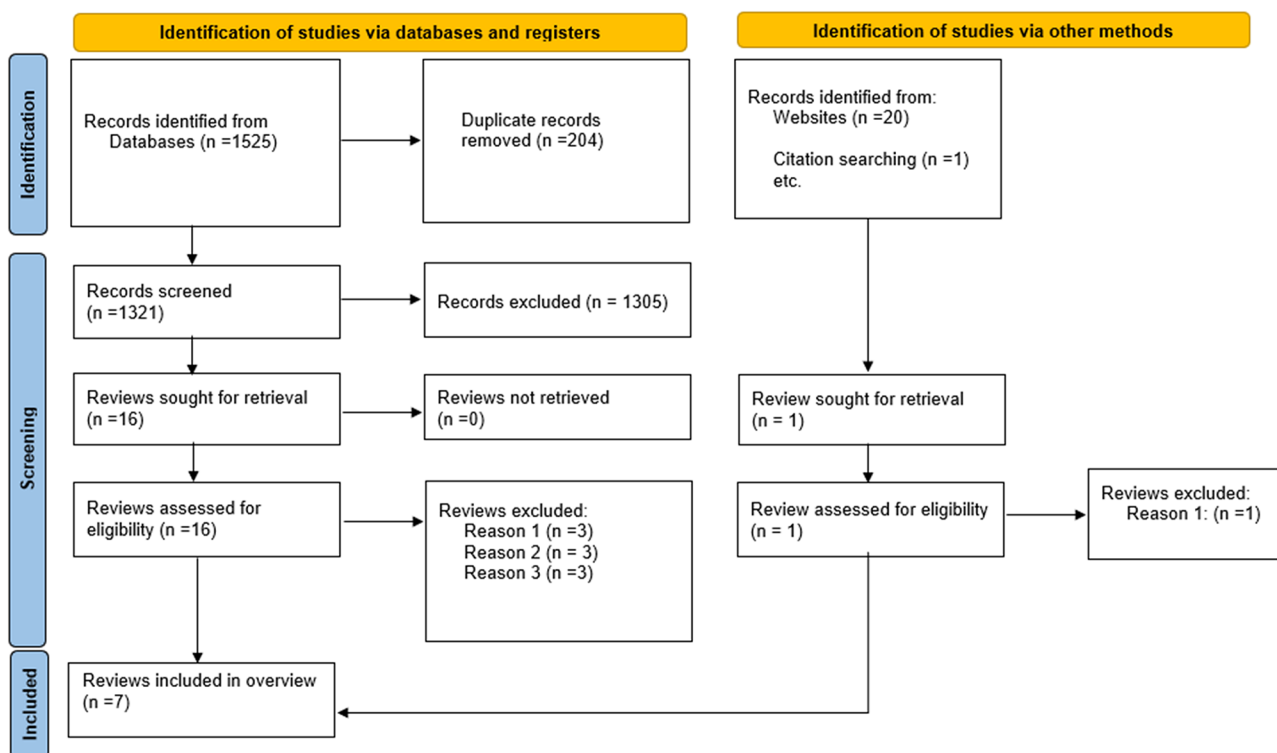 Identification of studies via databases and registers
Identification of studies via other methods
Identification
Records identified from
Databases (n =1525)
Duplicate records
removed (n =204)
Records identified from:
Websites (n =20)
Citation searching (n =1)
etc.
Screening
Records screened
(n =1321)
Records excluded (n = 1305)
Reviews sought for retrieval
(n =16)
Reviews not retrieved
(n =0)
Review sought for retrieval
(n = 1)
Reviews assessed for
eligibility (n =16)
Reviews excluded:
Reason 1 (n =3)
Reason 2 (n = 3)
Reason 3 (n =3)
Review assessed for eligibility
(n = 1)
Reviews excluded:
Reason 1: (n =1)
Included
Reviews included in overview
(n =7)